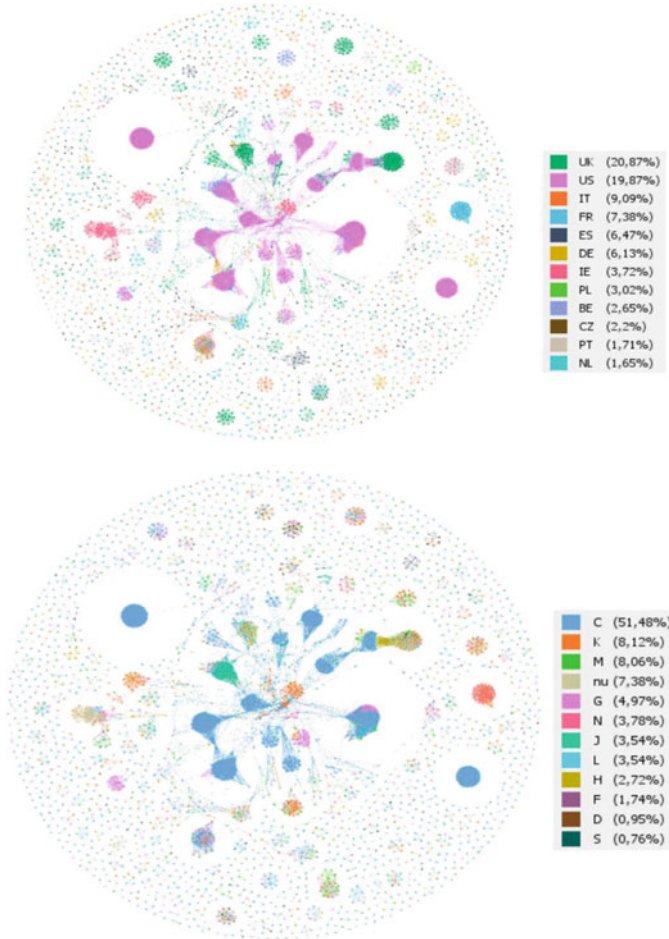 UK (20,87%)
US (19,87%)
IT (9,09%)
FR (7,38%)
ES (6,47%)
DE (6,13%)
IE (3,72%)
PL (3,02%)
BE (2,65%)
CZ (2,2%)
PT (1,71%)
NL (1,65%)
C (51,48%)
K (8,12%)
M (8,06%)
nu (7,38%)
G (4,97%)
N (3,78%)
J (3,54%)
L (3,54%)
H (2,72%)
F (1,74%)
D (0,95%)
S (0,76%)